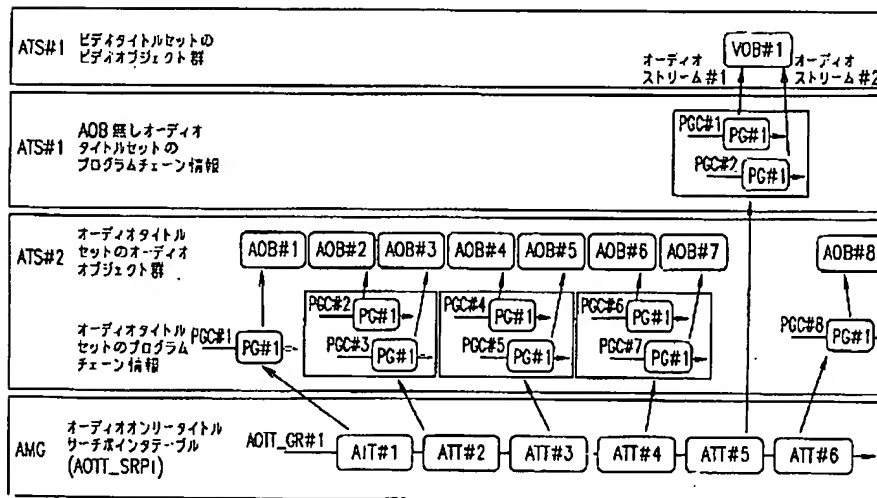 ATS#1
ビデオタイトルセットの
ビデオオブジェクト群
VOB#1
オーディオ
ストリーム#1
オーディオ
ストリーム#2
ATS#1
AOB無しオーディオ
タイトルセットの
プログラムチェーン情報
PGC#1
PG#1
PGC#2
PG#1
ATS#2
オーディオタイトル
セットのオーディオ
オブジェクト群
AOB#1
AOB#2
AOB#3
AOB#4
AOB#5
AOB#6
AOB#7
AOB#8
オーディオタイトル
セットのプログラム
チェーン情報
PGC#1
PG#1
PGC#2
PG#1
PGC#3
PG#1
PGC#4
PG#1
PGC#5
PG#1
PGC#6
PG#1
PGC#7
PG#1
PGC#8
PG#1
AMG
オーディオオンリータイトル
サーチポインタテーブル
(AOTT_SRPI)
AOTT_GR#1
ATT#1
ATT#2
ATT#3
ATT#4
ATT#5
ATT#6